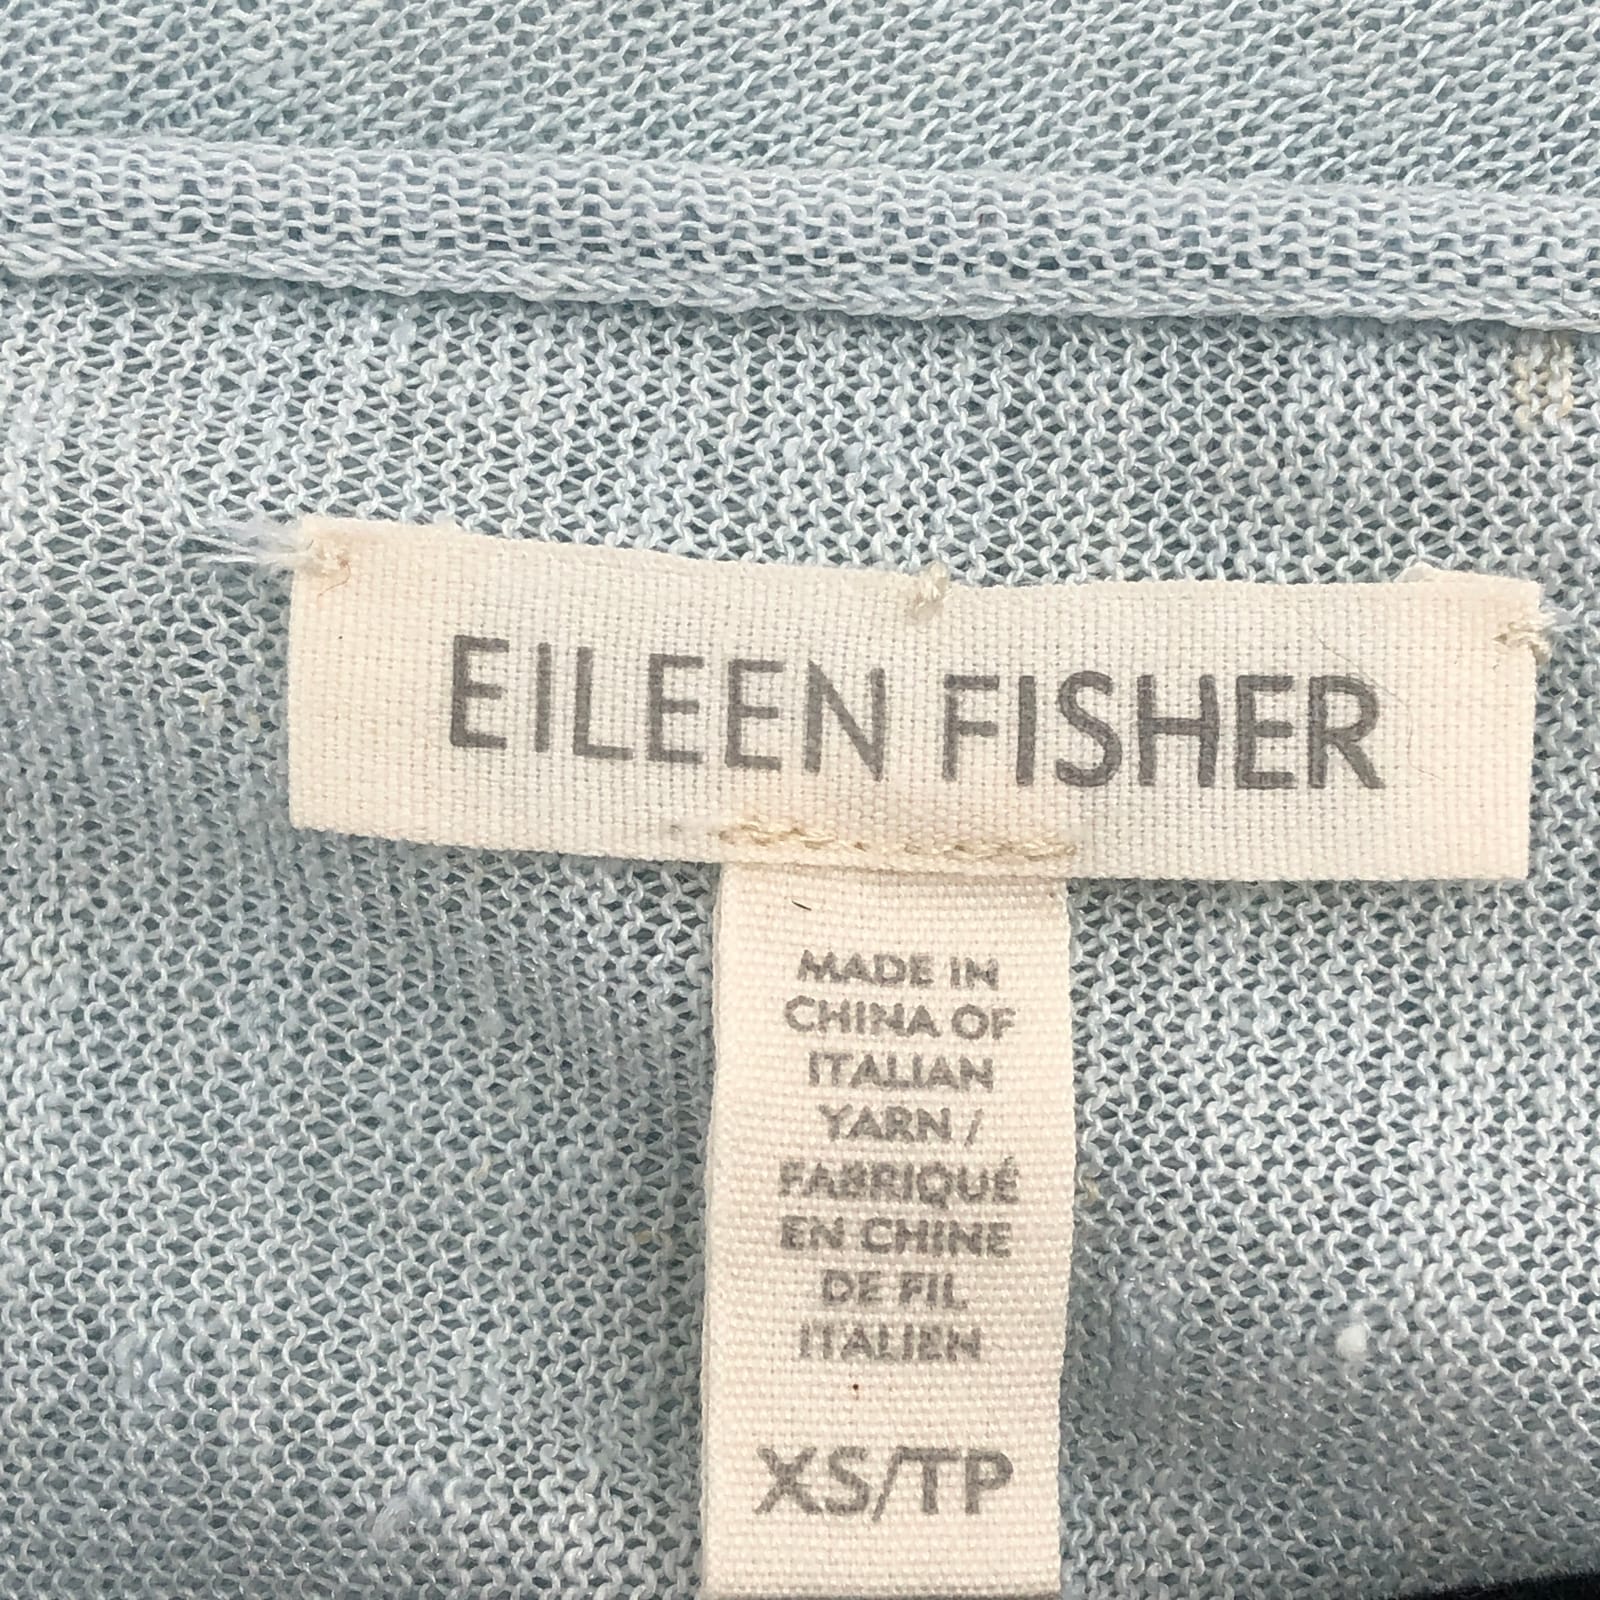 EILEEN FISHER
MADE IN
CHINA OF
ITALIAN
YARN /
FABRIQUÉ
EN CHINE
DE FIL
ITALIEN
XS/TP